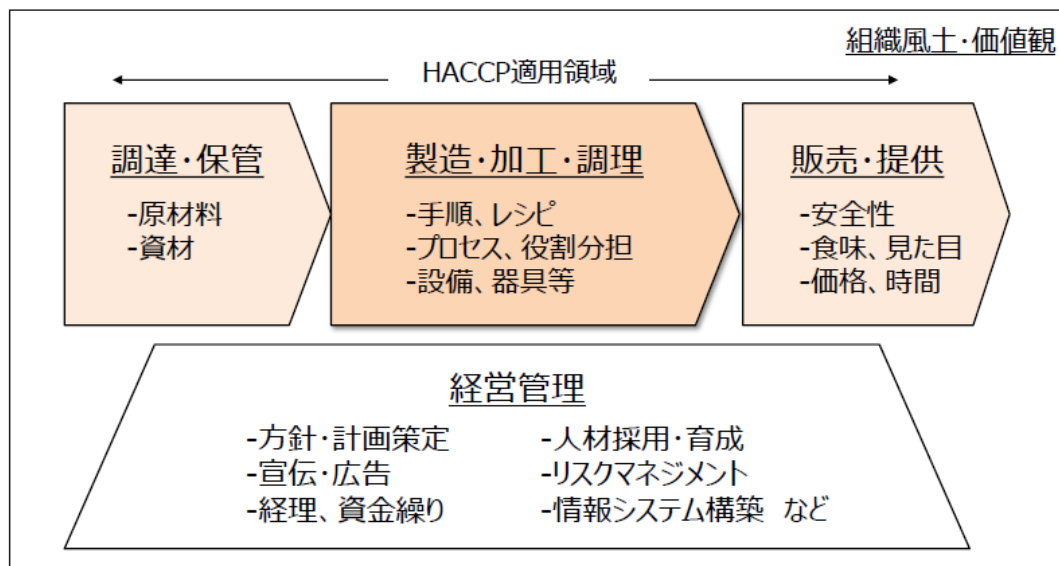 組織風土・価値観
HACCP適用領域
調達・保管
-原材料
-資材
製造・加工・調理
-手順、レシピ
-プロセス、役割分担
-設備、器具等
販売・提供
-安全性
-食味、見た目
-価格、時間
経営管理
-方針・計画策定
-宣伝・広告
-経理、資金繰り
-人材採用・育成
-リスクマネジメント
-情報システム構築 など